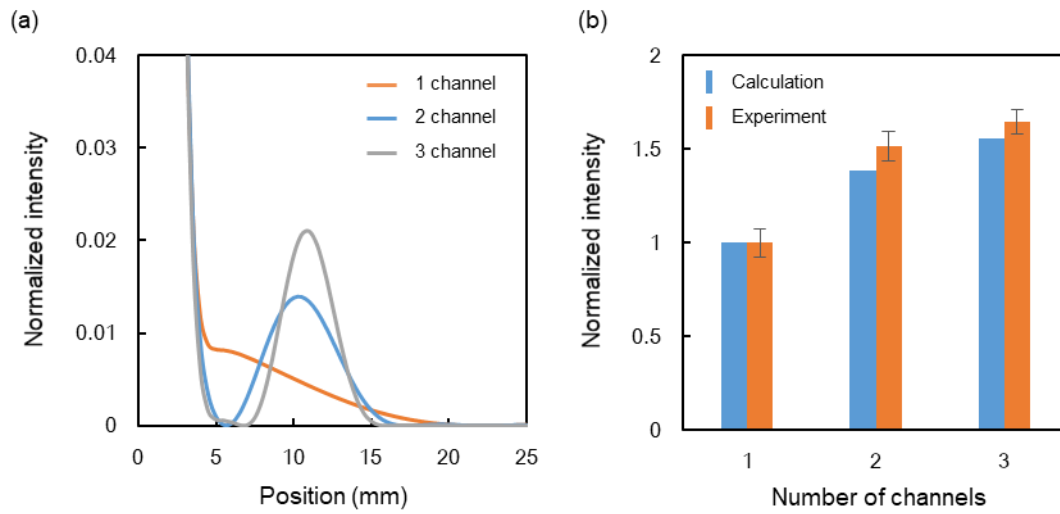 (a)
Normalized intensity
0.04
0.03
0.02
0.01
0
1 channel
2 channel
3 channel
0
5
10
15
20
25
Position (mm)
(b)
Normalized intensity
2
1.5
1
0.5
0
Calculation
Experiment
1
2
3
Number of channels